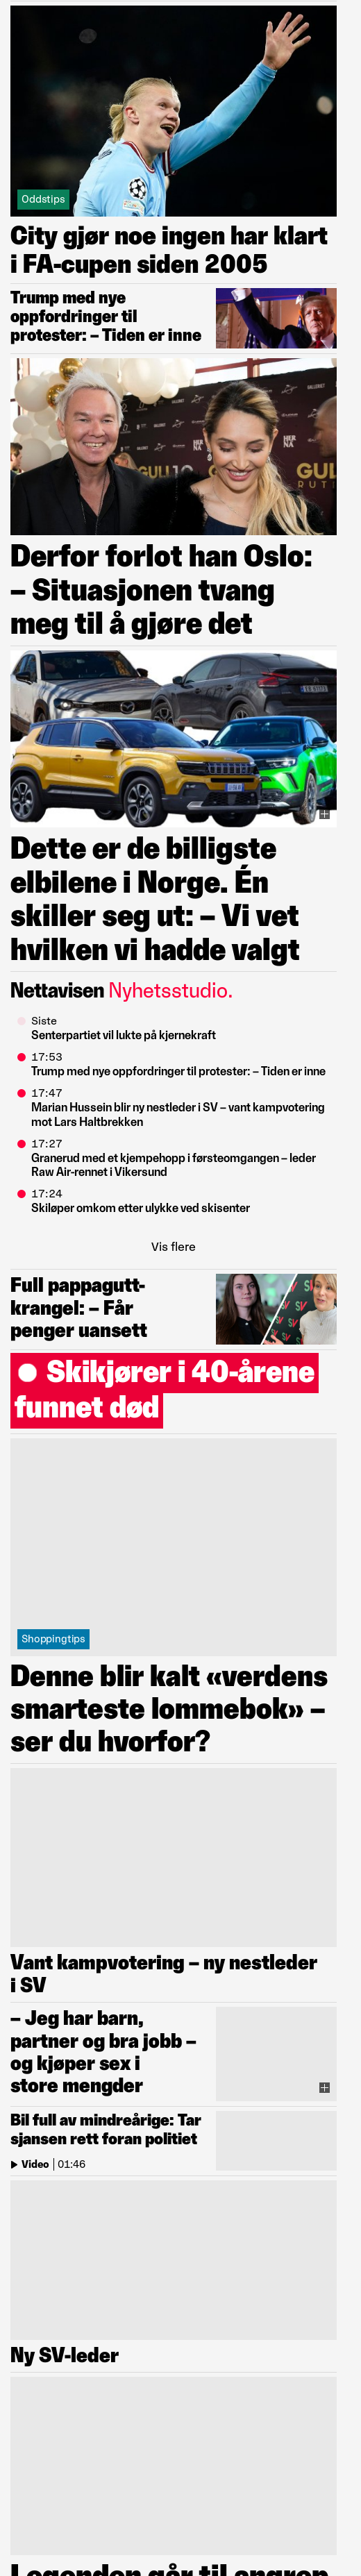 Oddstips
City gjør noe ingen har klart
i FA-cupen siden 2005
Trump med nye
oppfordringer til
protester: – Tiden er inne
GULL
Derfor forlot han Oslo:
– Situasjonen tvang
meg til å gjøre det
Dette er de billigste
elbilene i Norge. Én
skiller seg ut: – Vi vet
hvilken vi hadde valgt
Nettavisen Nyhetsstudio.
Siste
Senterpartiet vil lukte på kjernekraft
17:53
Trump med nye oppfordringer til protester: – Tiden er inne
17:47
Marian Hussein blir ny nestleder i SV – vant kampvotering
mot Lars Haltbrekken
17:27
Granerud med et kjempehopp i førsteomgangen – leder
Raw Air-rennet i Vikersund
17:24
Skiløper omkom etter ulykke ved skisenter
Vis flere
Full pappagutt-
krangel: – Får
penger uansett
SV
Skikjører i 40-årene
funnet død
Shoppingtips
Denne blir kalt «verdens
smarteste lommebok» –
ser du hvorfor?
Vant kampvotering – ny nestleder
i SV
– Jeg har barn,
partner og bra jobb –
og kjøper sex i
store mengder
Bil full av mindreårige: Tar
sjansen rett foran politiet
Video | 01:46
Ny SV-leder
Legenden går til angrep